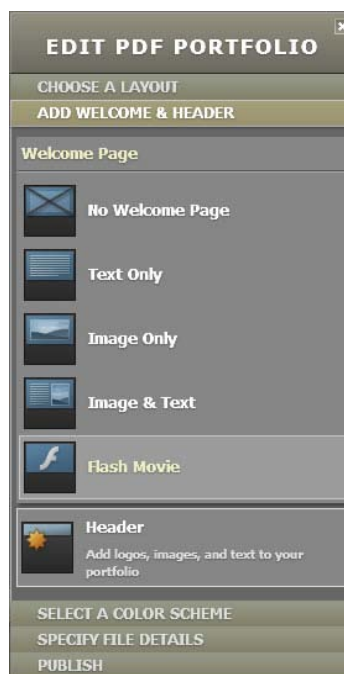 EDIT PDF PORTFOLIO
CHOOSE A LAYOUT
ADD WELCOME & HEADER
Welcome Page
No Welcome Page
Text Only
Image Only
Image & Text
Flash Movie
Header
Add logos, images, and text to your
portfolio
SELECT A COLOR SCHEME
SPECIFY FILE DETAILS
PUBLISH